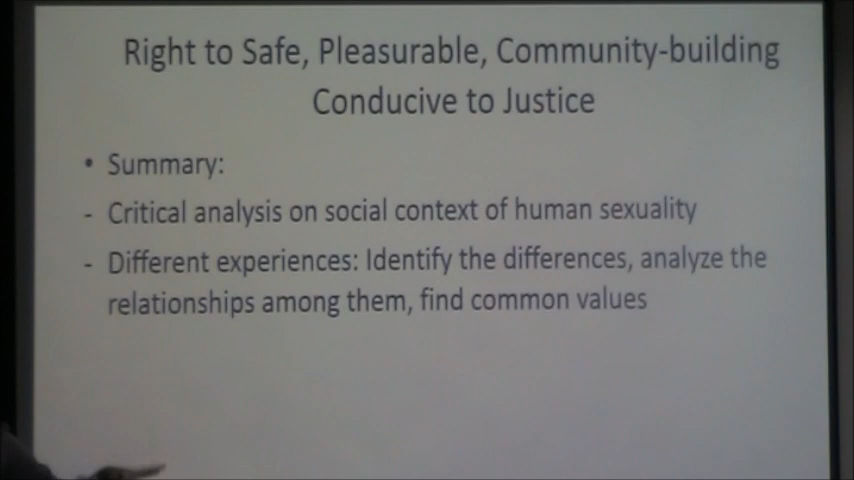 Right to Safe, Pleasurable, Community-building
Conducive to Justice
• Summary:
- Critical analysis on social context of human sexuality
- Different experiences: Identify the differences, analyze the
relationships among them, find common values